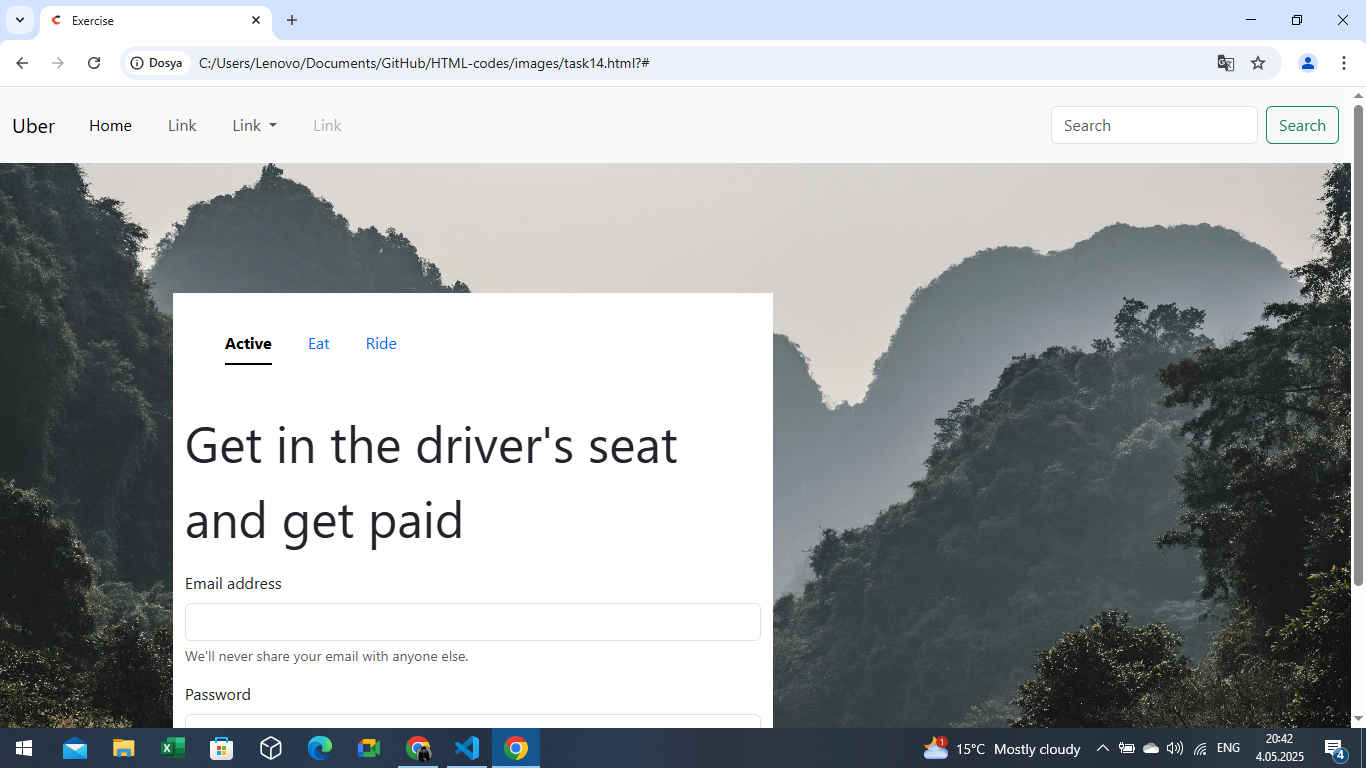 Exercise
Dosya C:/Users/Lenovo/Documents/GitHub/HTML-codes/images/task14.html?#
Uber Home Link Link Link Search Search
Active Eat Ride
Get in the driver's seat
and get paid
Email address
We'll never share your email with anyone else.
Password
1 15°C Mostly cloudy ENG 20:42
4.05.2025 4